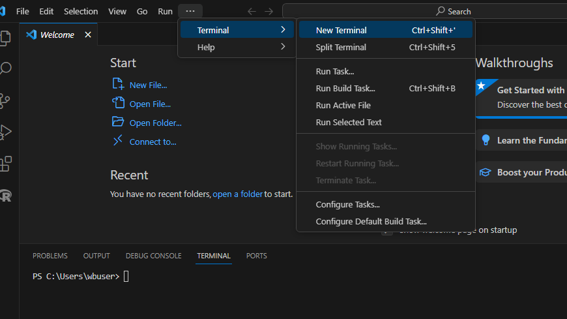 File Edit Selection View Go Run ... Search
Welcome
Terminal
Help
New Terminal Ctrl+Shift+'
Split Terminal Ctrl+Shift+5
Run Task...
Run Build Task... Ctrl+Shift+B
Run Active File
Run Selected Text
Show Running Tasks...
Restart Running Task...
Terminate Task...
Configure Tasks...
Configure Default Build Task...
Start
New File...
Open File...
Open Folder...
Connect to...
Recent
You have no recent folders, open a folder to start.
Walkthroughs
Get Started with
Discover the best
Learn the Funda
Boost your Produ
page on startup
PROBLEMS OUTPUT DEBUG CONSOLE TERMINAL PORTS
PS C:\Users\wbuser>